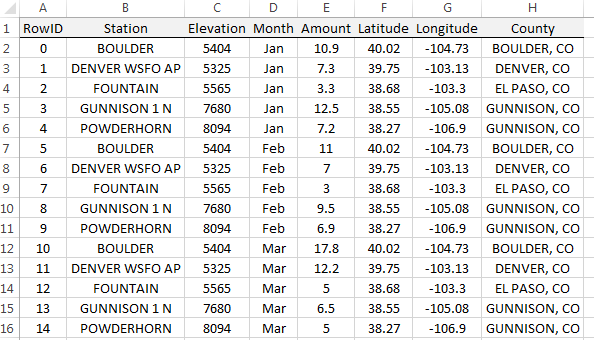 A B C D E F G H
1 RowID Station Elevation Month Amount Latitude Longitude County
2 0 BOULDER 5404 Jan 10.9 40.02 -104.73 BOULDER, CO
3 1 DENVER WSFO AP 5325 Jan 7.3 39.75 -103.13 DENVER, CO
4 2 FOUNTAIN 5565 Jan 3.3 38.68 -103.3 EL PASO, CO
5 3 GUNNISON 1 N 7680 Jan 12.5 38.55 -105.08 GUNNISON, CO
6 4 POWDERHORN 8094 Jan 7.2 38.27 -106.9 GUNNISON, CO
7 5 BOULDER 5404 Feb 11 40.02 -104.73 BOULDER, CO
8 6 DENVER WSFO AP 5325 Feb 7 39.75 -103.13 DENVER, CO
9 7 FOUNTAIN 5565 Feb 3 38.68 -103.3 EL PASO, CO
10 8 GUNNISON 1 N 7680 Feb 9.5 38.55 -105.08 GUNNISON, CO
11 9 POWDERHORN 8094 Feb 6.9 38.27 -106.9 GUNNISON, CO
12 10 BOULDER 5404 Mar 17.8 40.02 -104.73 BOULDER, CO
13 11 DENVER WSFO AP 5325 Mar 12.2 39.75 -103.13 DENVER, CO
14 12 FOUNTAIN 5565 Mar 5 38.68 -103.3 EL PASO, CO
15 13 GUNNISON 1 N 7680 Mar 6.5 38.55 -105.08 GUNNISON, CO
16 14 POWDERHORN 8094 Mar 5 38.27 -106.9 GUNNISON, CO